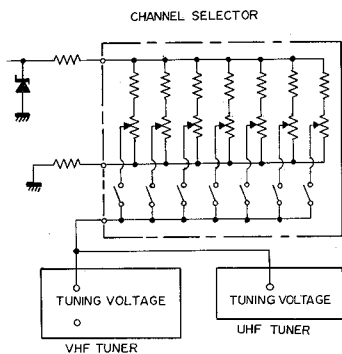 CHANNEL SELECTOR
TUNING VOLTAGE
TUNING VOLTAGE
VHF TUNER
UHF TUNER